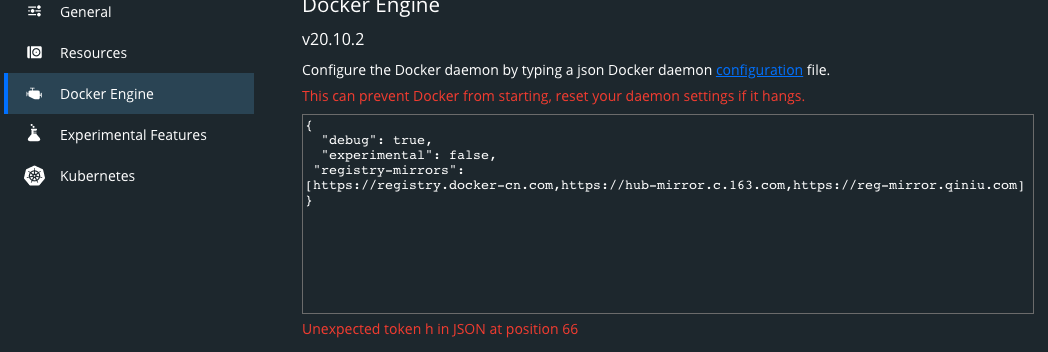 Docker Engine
General
v20.10.2
Resources
Configure the Docker daemon by typing a json Docker daemon configuration file.
Docker Engine
This can prevent Docker from starting, reset your daemon settings if it hangs.
{
"debug": true,
Experimental Features
"experimental": false,
"registry-mirrors":
Kubernetes
[https://registry.docker-cn.com,https://hub-mirror.c.163.com,https://reg-mirror.qiniu.com]
}
Unexpected token h in JSON at position 66